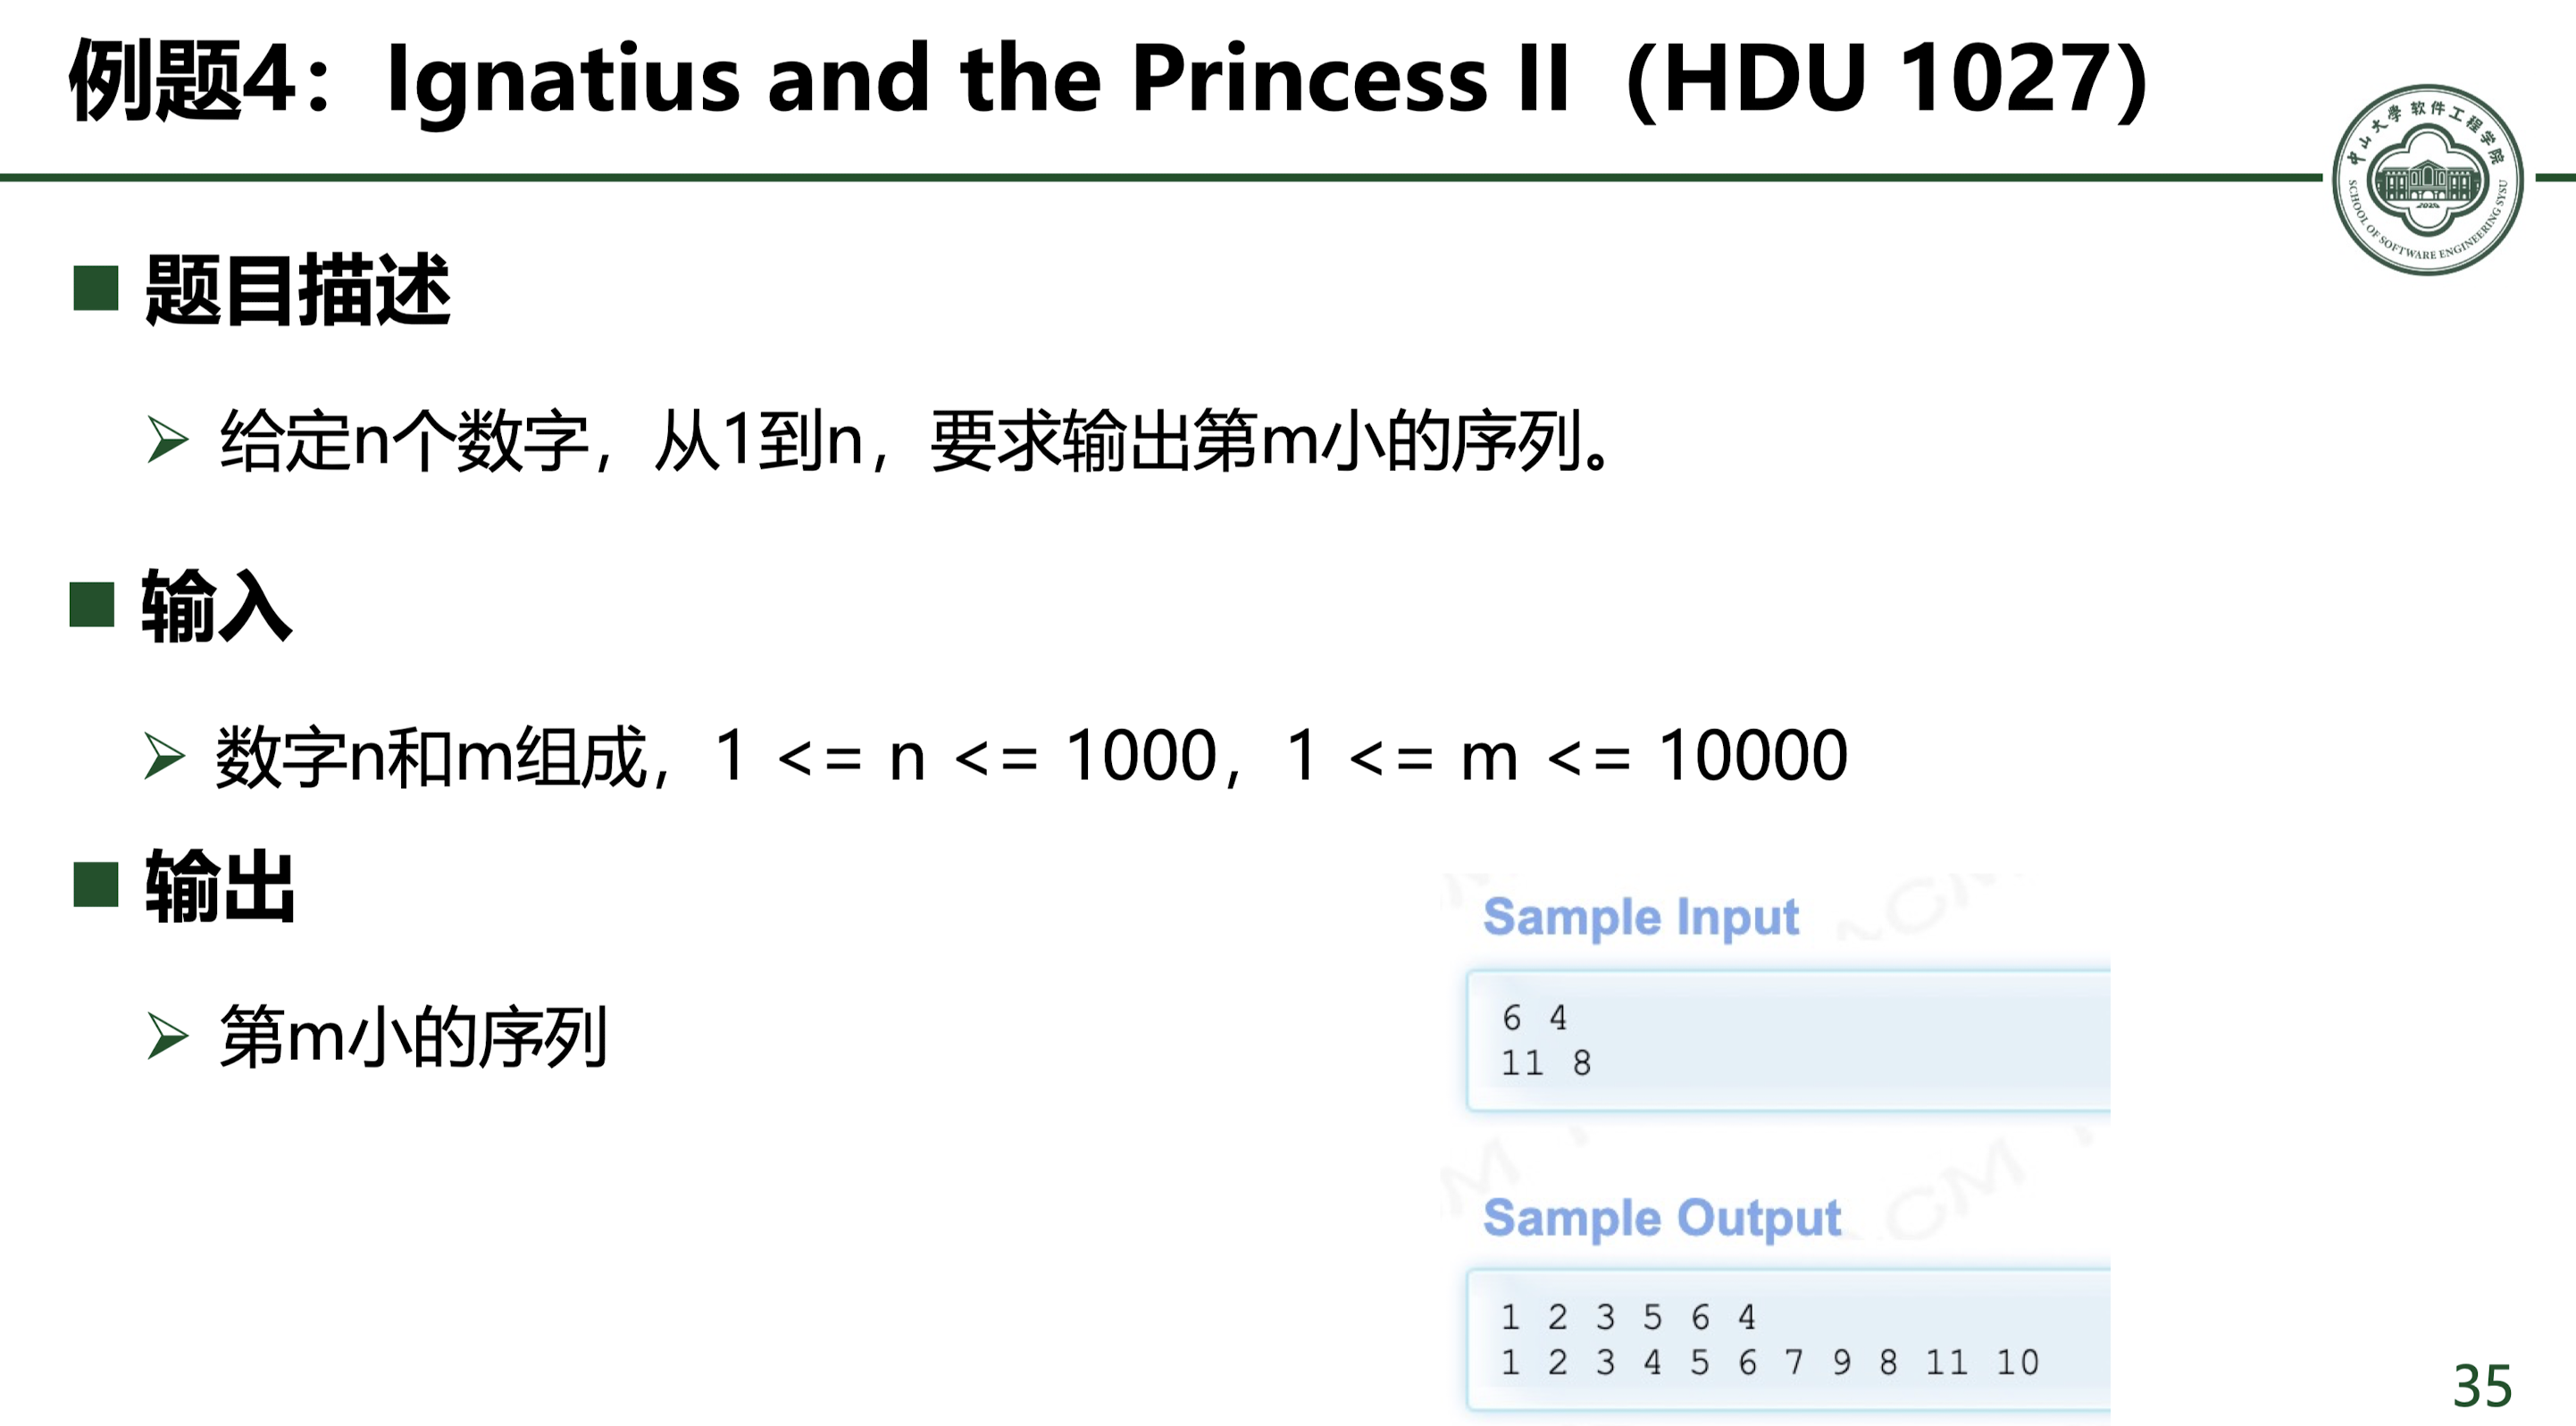 例题4：Ignatius and the Princess II（HDU 1027)
中山大学软件工程学院
SCHOOL OF SOFTWARE ENGINEERING SYSU
题目描述
给定n个数字，从1到n，要求输出第m小的序列。
输入
数字n和m组成，1 <= n <= 1000，1 <= m <= 10000
输出
第m小的序列
Sample Input
6 4
11 8
Sample Output
1 2 3 5 6 4
1 2 3 4 5 6 7 9 8 11 10
35